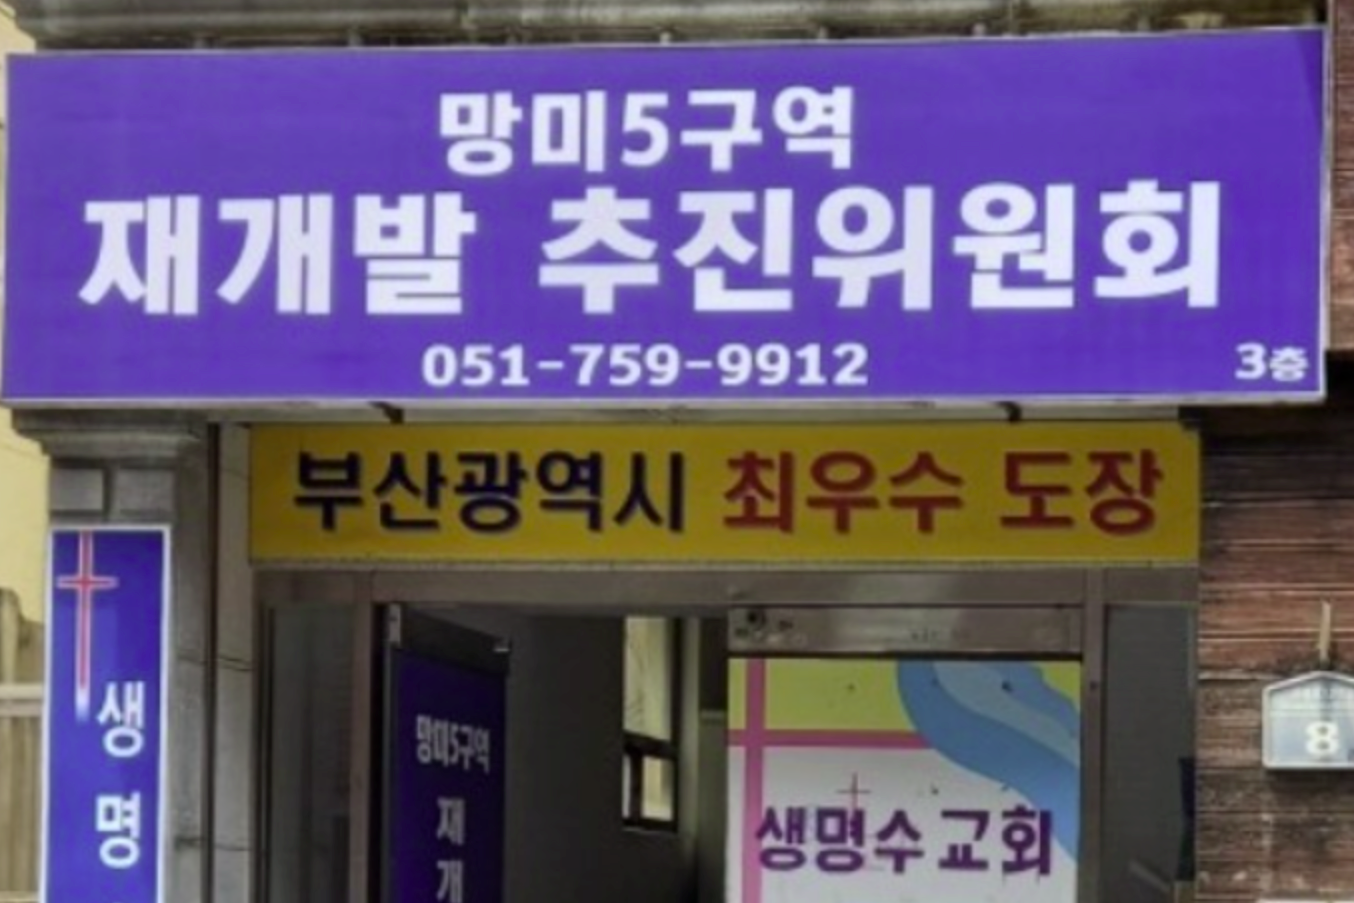 망미5구역
재개발 추진위원회
051-759-9912
3층
부산광역시 최우수 도장
생명
망미5구역
재개
생명수교회
8